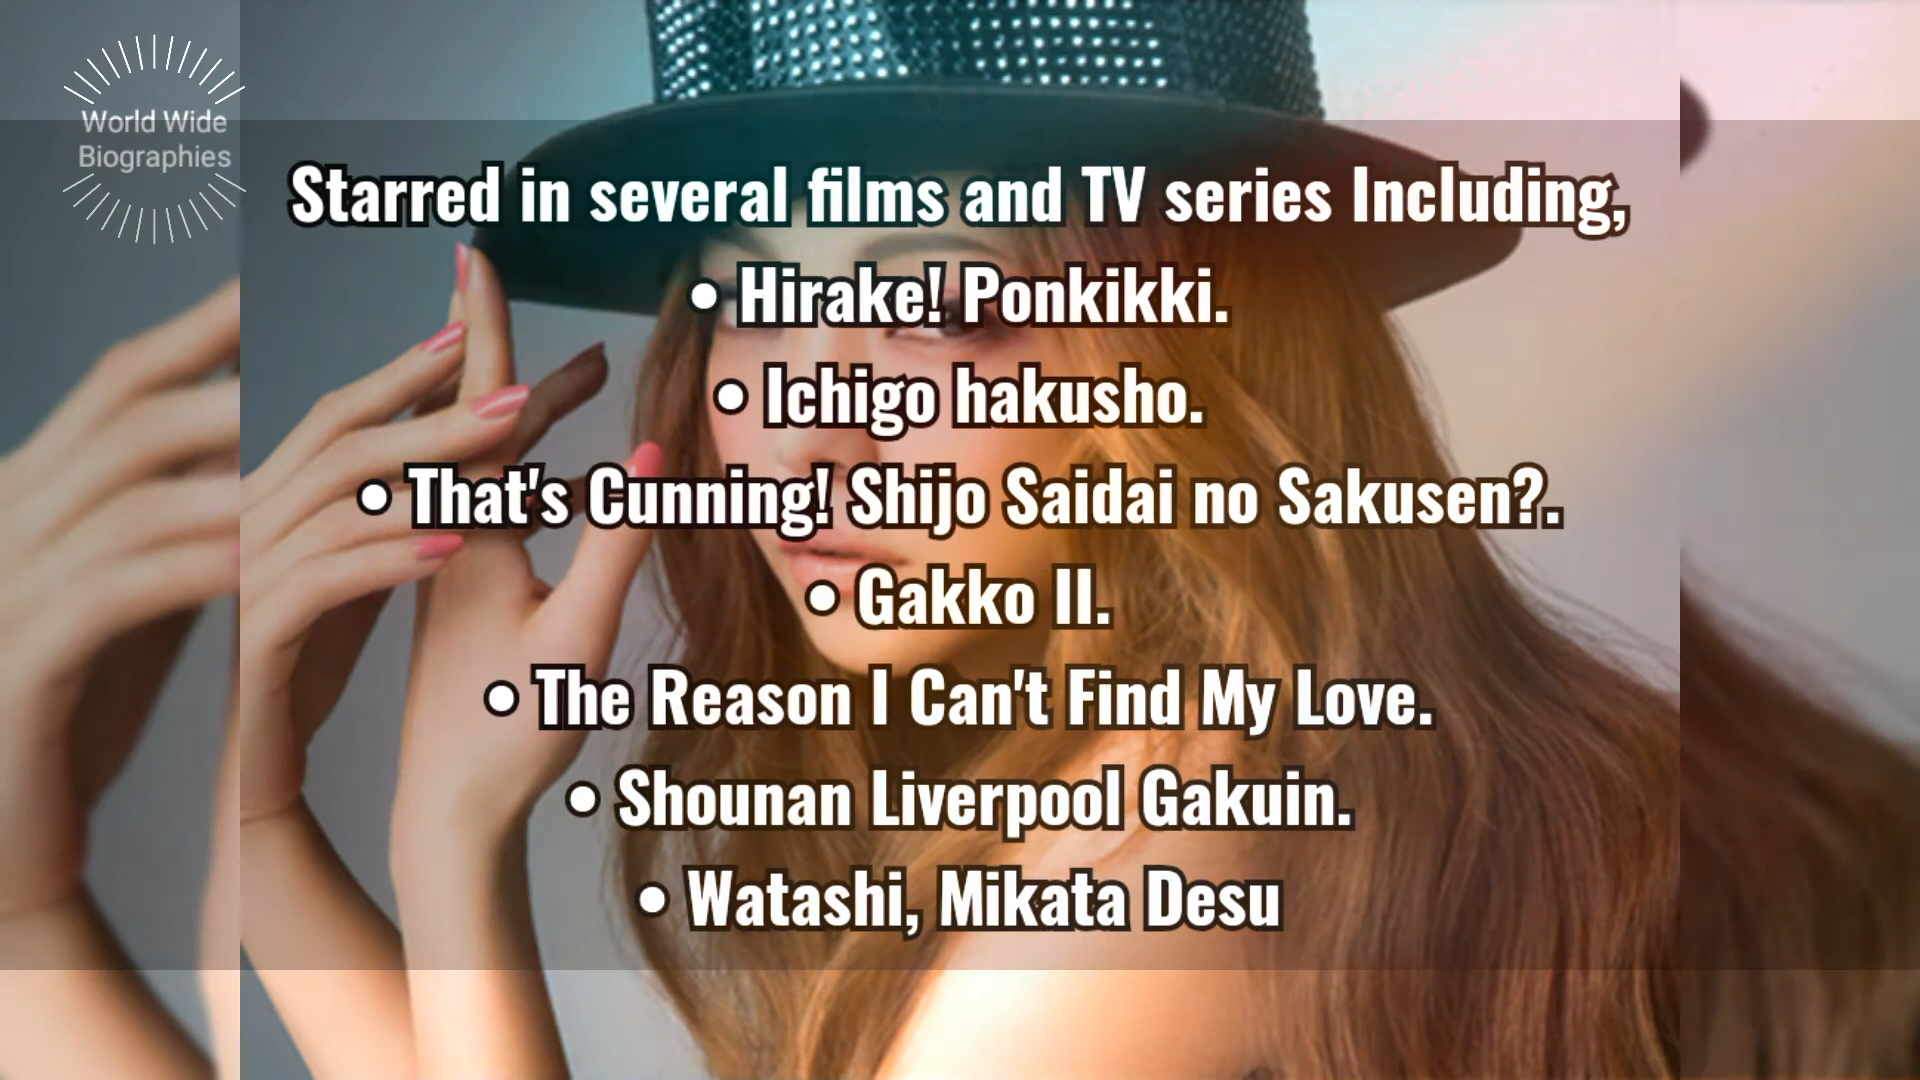 World Wide
Biographies
Starred in several films and TV series Including,
• Hirake! Ponkikki.
• Ichigo hakusho.
• That's Cunning! Shijo Saidai no Sakusen?.
• Gakko II.
• The Reason I Can't Find My Love.
• Shounan Liverpool Gakuin.
• Watashi, Mikata Desu